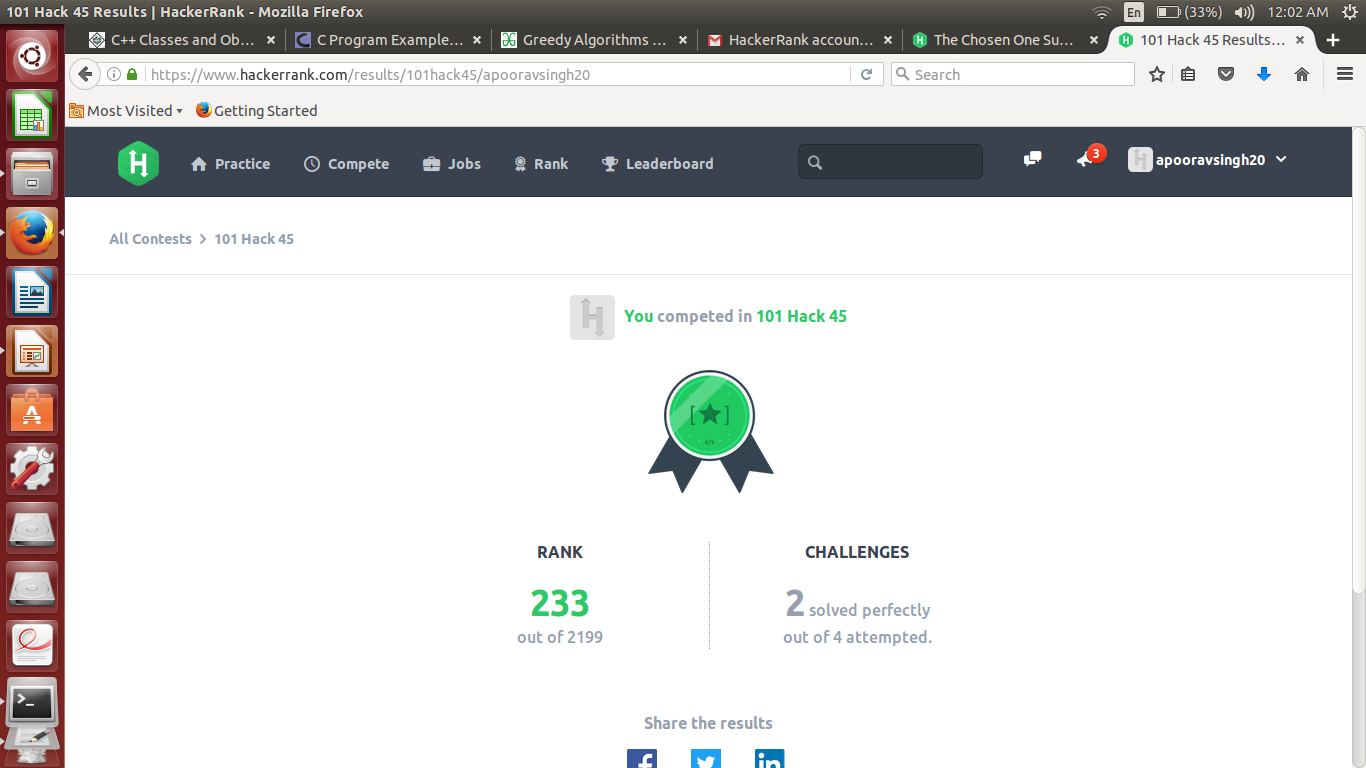 101 Hack 45 Results | HackerRank - Mozilla Firefox
En
(33%)
12:02 AM
C++ Classes and Ob...
C Program Example...
Greedy Algorithms ...
HackerRank accoun...
The Chosen One Su...
101 Hack 45 Results...
https://www.hackerrank.com/results/101hack45/apooravsingh20
Search
Most Visited
Getting Started
Practice
Compete
Jobs
Rank
Leaderboard
3
apooravsingh20
All Contests > 101 Hack 45
You competed in 101 Hack 45
RANK
233
out of 2199
CHALLENGES
2 solved perfectly
out of 4 attempted.
Share the results